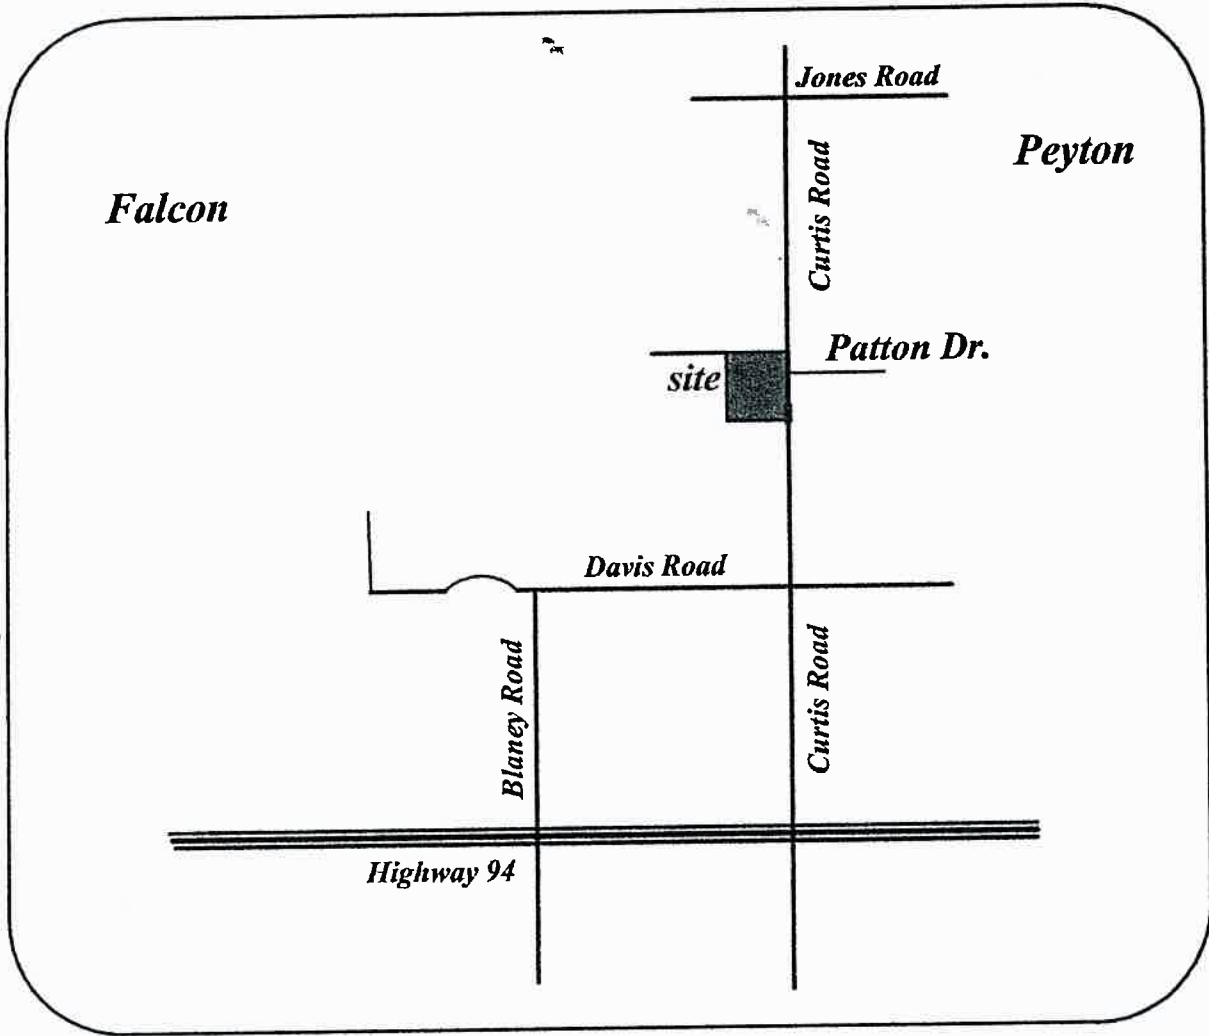 Jones Road
Peyton
Curtis Road
Falcon
Patton Dr.
site
Davis Road
Blaney Road
Curtis Road
Highway 94